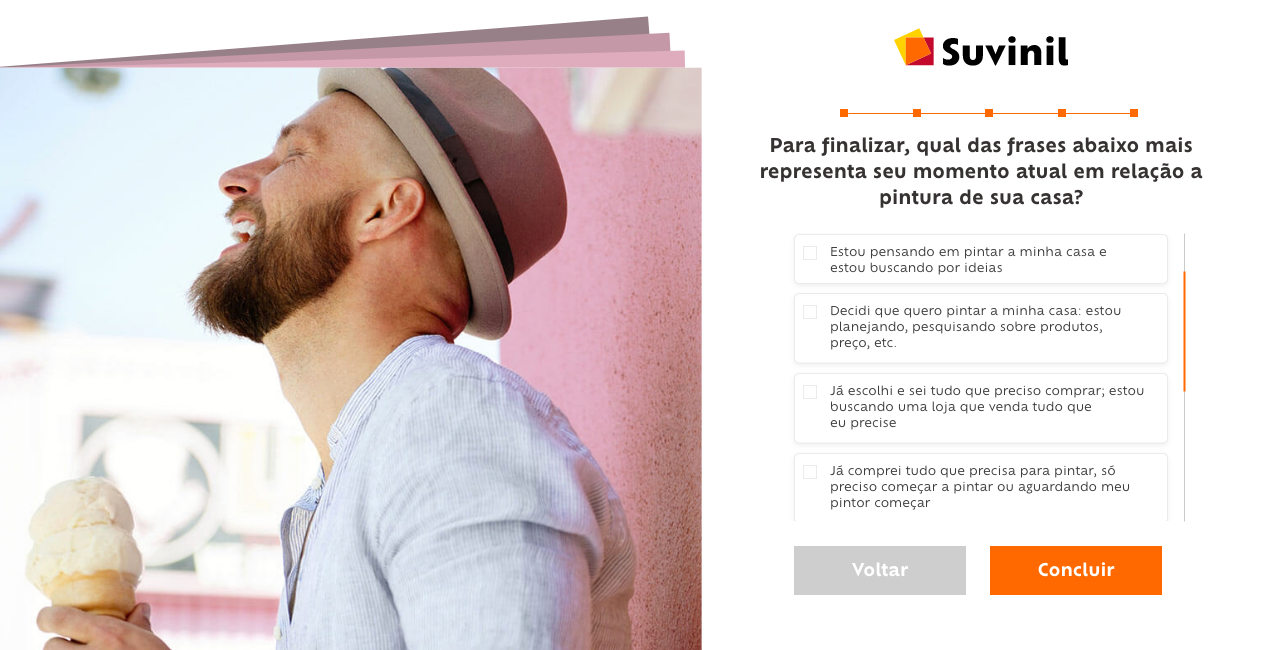 Suvinil
Para finalizar, qual das frases abaixo mais
representa seu momento atual em relação a
pintura de sua casa?
Estou pensando em pintar a minha casa e
estou buscando por ideias
Decidi que quero pintar a minha casa: estou
planejando, pesquisando sobre produtos,
preço, etc.
Já escolhi e sei tudo que preciso comprar; estou
buscando uma loja que venda tudo que
eu precise
Já comprei tudo que precisa para pintar, só
preciso começar a pintar ou aguardando meu
pintor começar
Voltar
Concluir